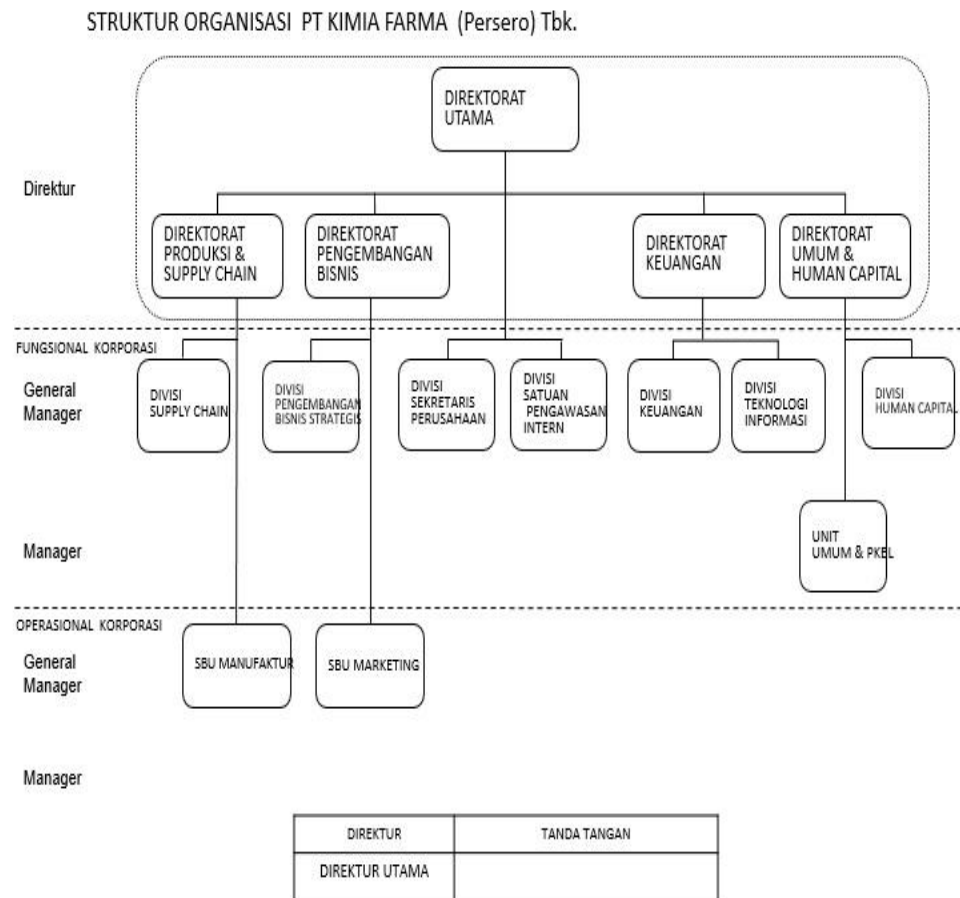 STRUKTUR ORGANISASI PT KIMIA FARMA (Persero) Tbk.
DIREKTORAT
UTAMA
Direktur
DIREKTORAT
PRODUKSI &
SUPPLY CHAIN
DIREKTORAT
PENGEMBANGAN
BISNIS
DIREKTORAT
KEUANGAN
DIREKTORAT
UMUM &
HUMAN CAPITAL
FUNGSIONAL KORPORASI
General
Manager
DIVISI
SUPPLY CHAIN
DIVISI
PENGEMBANGAN
BISNIS STRATEGIS
DIVISI
SEKRETARIS
PERUSAHAAN
DIVISI
SATUAN
PENGAWASAN
INTERN
DIVISI
KEUANGAN
DIVISI
TEKNOLOGI
INFORMASI
DIVISI
HUMAN CAPITAL
Manager
UNIT
UMUM & PKBL
OPERASIONAL KORPORASI
General
Manager
SBU MANUFAKTUR
SBU MARKETING
Manager
DIREKTUR
TANDA TANGAN
DIREKTUR UTAMA